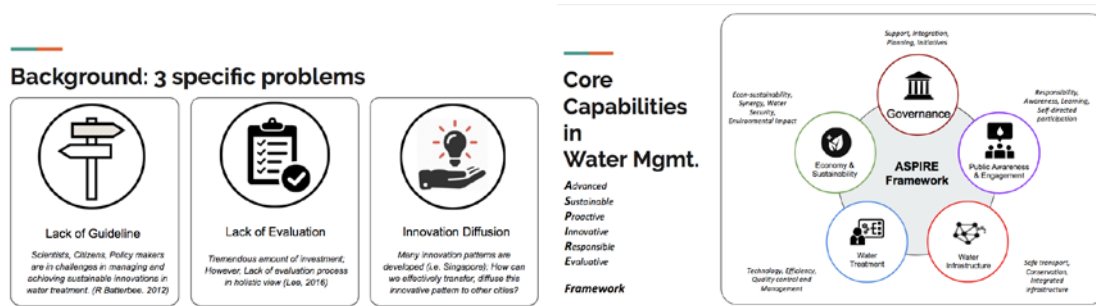 Background: 3 specific problems
Lack of Guideline
Scientists, Citizens, Policy makers
are in challenges in managing and
achieving sustainable innovations in
water treatment. (R Batterbee, 2012)
Lack of Evaluation
Tremendous amount of investment;
However, Lack of evaluation process
in holistic view (Lee, 2016)
Innovation Diffusion
Many innovation patterns are
developed (i.e. Singapore); How can
we effectively transfer, diffuse this
innovative pattern to other cities?
Core
Capabilities
in
Water Mgmt.
Advanced
Sustainable
Proactive
Innovative
Responsible
Evaluative
Framework
Support, Integration,
Planning, Initiatives
Governance
Econ-sustainability,
Synergy, Water
Security,
Environmental Impact
Responsibility,
Awareness, Learning,
Self-directed
participation
Economy &
Sustainability
ASPIRE
Framework
Public Awareness
& Engagement
Water
Treatment
Water
Infrastructure
Technology, Efficiency,
Quality control and
Management
Safe transport,
Conservation,
Integrated
infrastructure